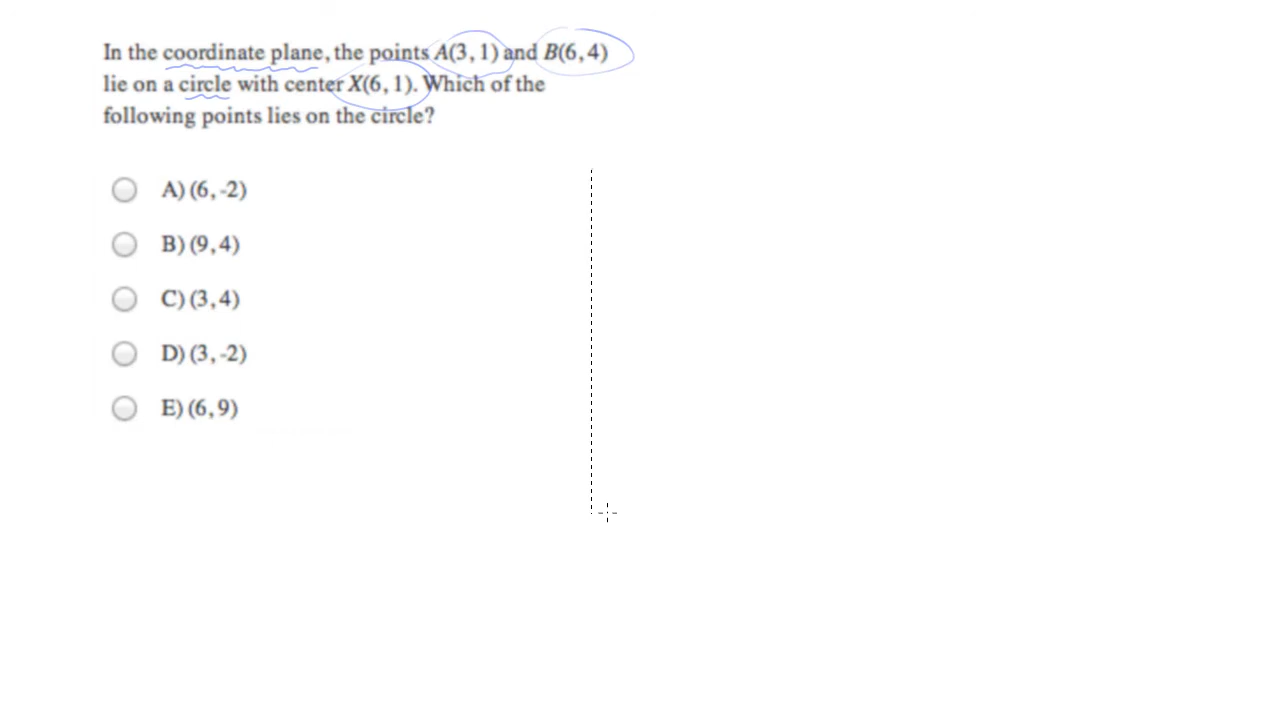 In the coordinate plane, the points A(3, 1) and B(6, 4)
lie on a circle with center X(6, 1). Which of the
following points lies on the circle?
A) (6, -2)
B) (9, 4)
C) (3, 4)
D) (3, -2)
E) (6, 9)